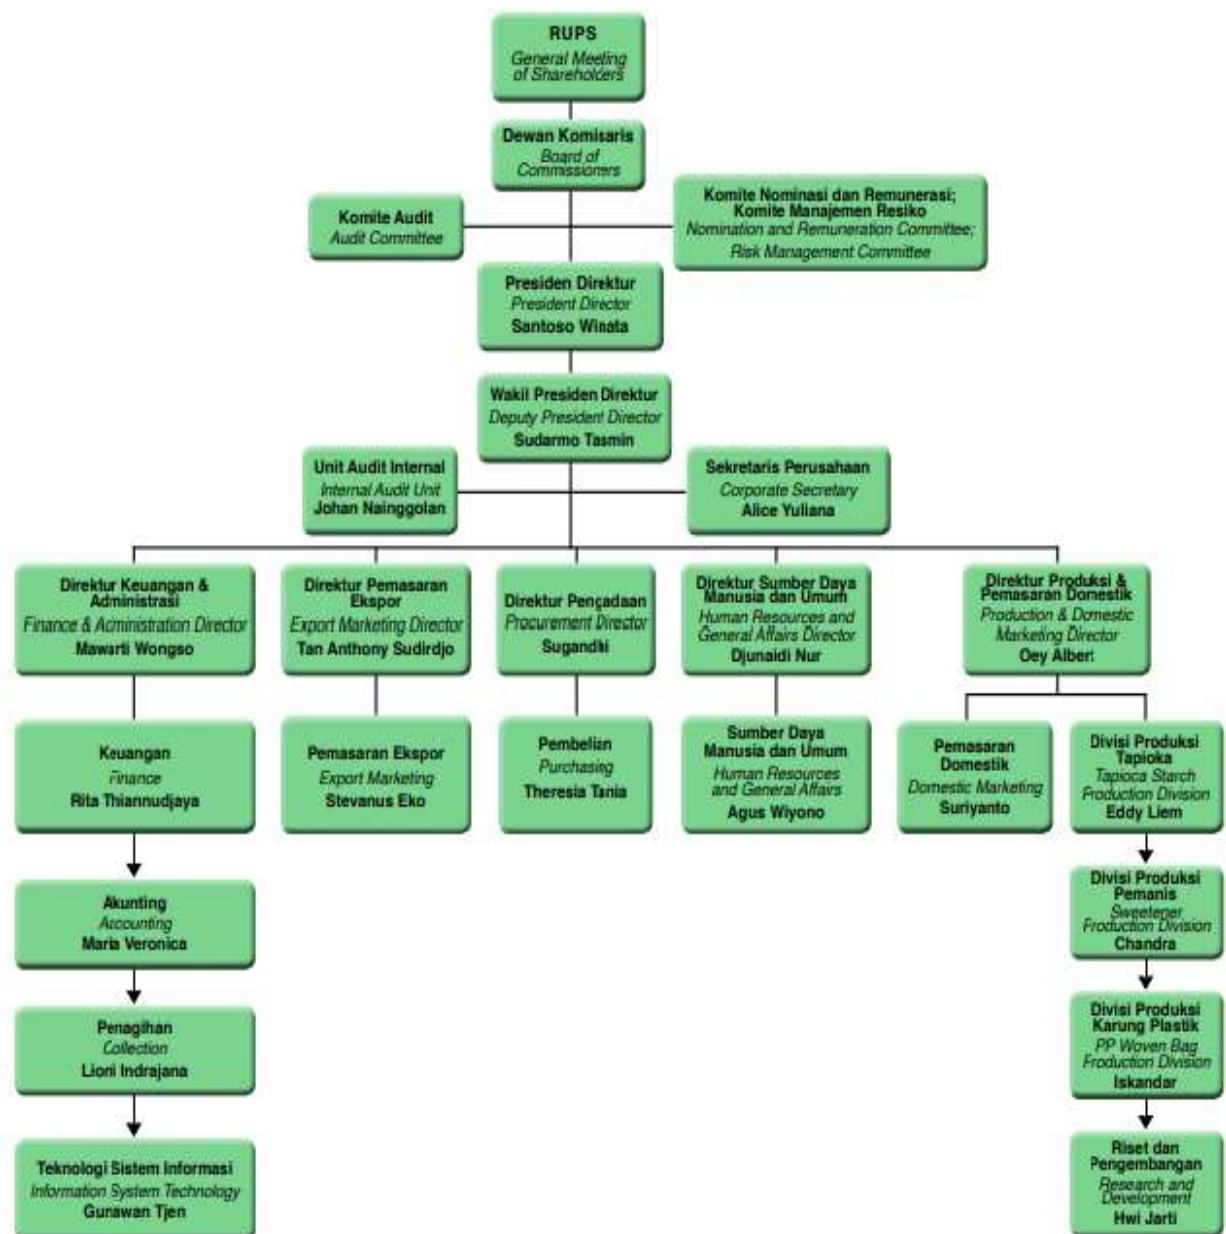 RUPS
General Meeting
of Shareholders
Dewan Komisaris
Board of
Commissioners
Komite Audit
Audit Committee
Komite Nominasi dan Remunerasi;
Komite Manajemen Resiko
Nomination and Remuneration Committee;
Risk Management Committee
Presiden Direktur
President Director
Santoso Winata
Wakil Presiden Direktur
Deputy President Director
Sudarmo Tasmin
Unit Audit Internal
Internal Audit Unit
Johan Nainggolan
Sekretaris Perusahaan
Corporate Secretary
Alice Yuliana
Direktur Keuangan &
Administrasi
Finance & Administration Director
Mawarti Wongso
Direktur Pemasaran
Ekspor
Export Marketing Director
Tan Anthony Sudirdjo
Direktur Pengadaan
Procurement Director
Sugandhi
Direktur Sumber Daya
Manusia dan Umum
Human Resources and
General Affairs Director
Djunaidi Nur
Direktur Produksi &
Pemasaran Domestik
Production & Domestic
Marketing Director
Oey Albert
Keuangan
Finance
Rita Thiannudjaya
Pemasaran Ekspor
Export Marketing
Stevanus Eko
Pembelian
Purchasing
Theresia Tania
Sumber Daya
Manusia dan Umum
Human Resources
and General Affairs
Agus Wiyono
Pemasaran
Domestik
Domestic Marketing
Suriyanto
Divisi Produksi
Tapioka
Tapioca Starch
Production Division
Eddy Liem
Akunting
Accounting
Maria Veronica
Divisi Produksi
Pemanis
Sweetener
Production Division
Chandra
Penagihan
Collection
Lioni Indrajana
Divisi Produksi
Karung Plastik
PP Woven Bag
Production Division
Iskandar
Teknologi Sistem Informasi
Information System Technology
Gunawan Tjen
Riset dan
Pengembangan
Research and
Development
Hwi Jarti